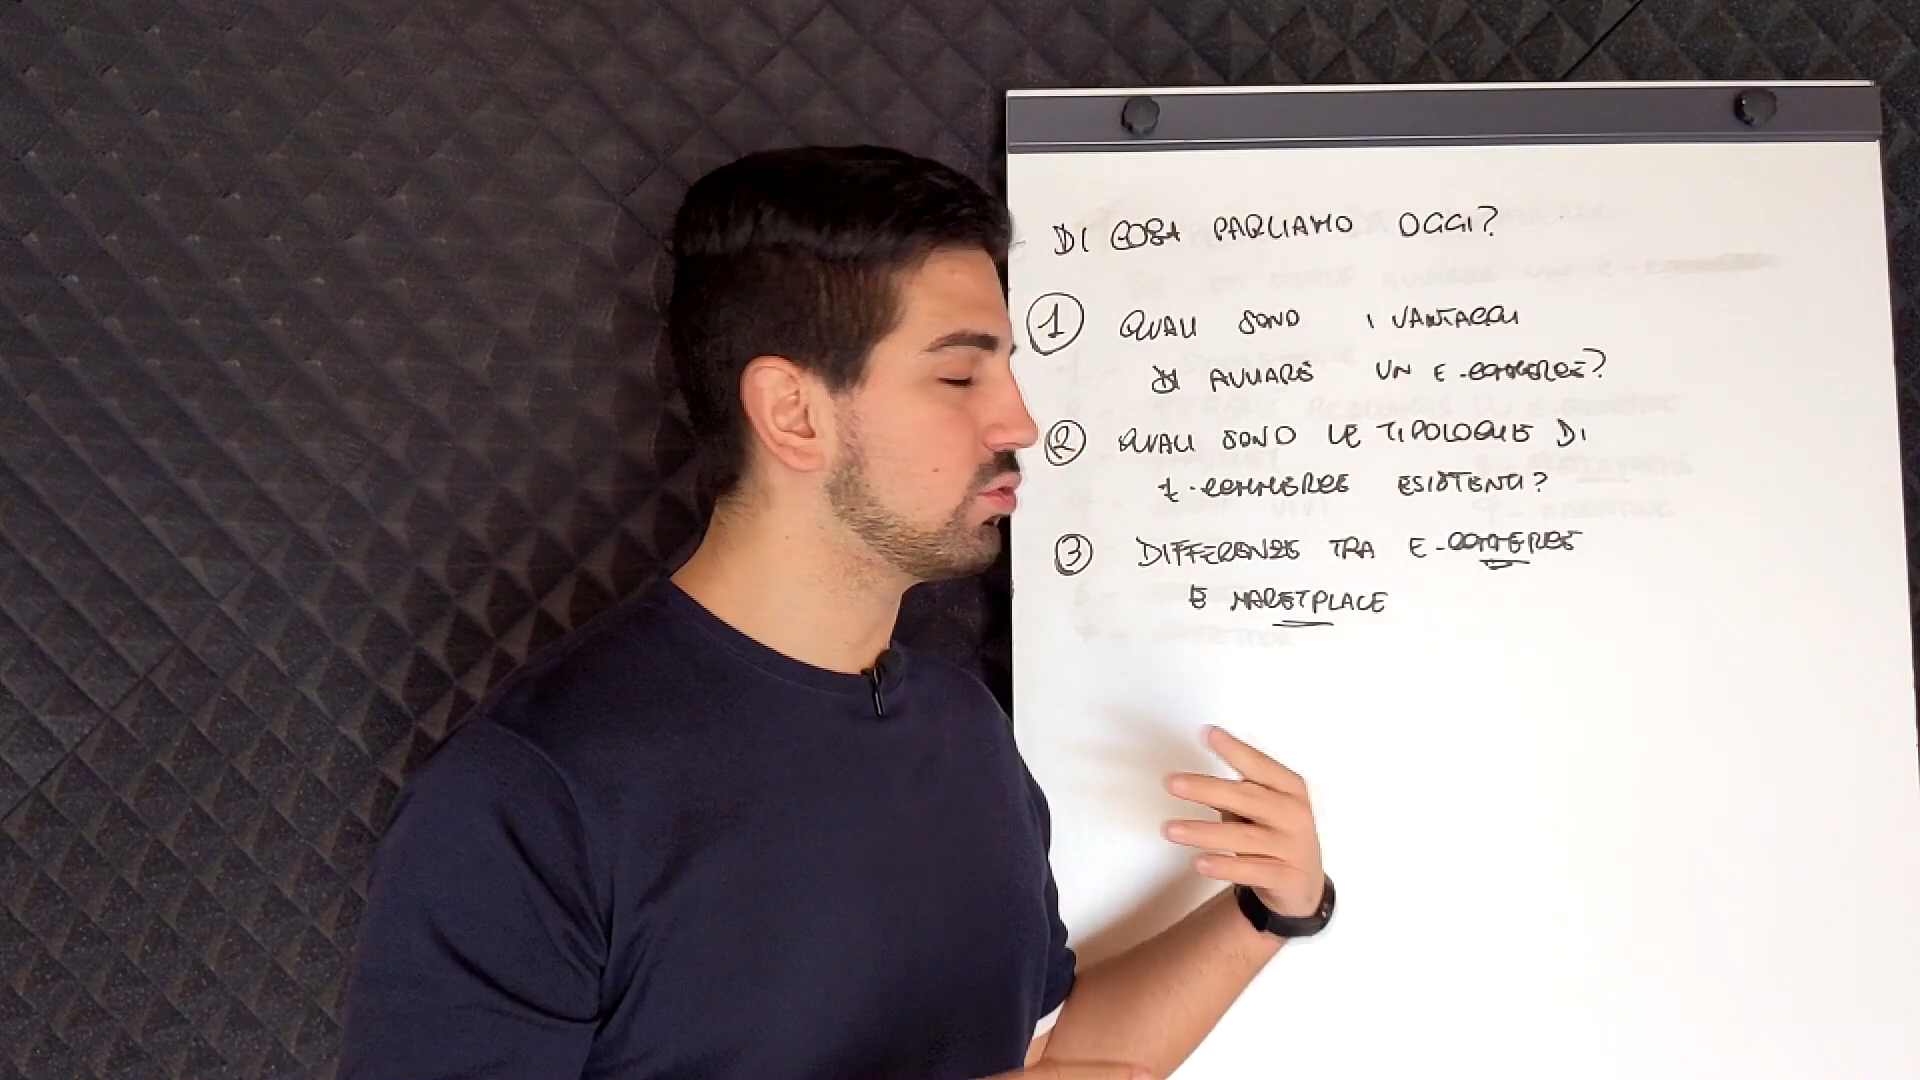 DI COSA PARLIAMO OGGI?
1 QUALI SONO I VANTAGGI
DI AVVIARE UN E-COMMERCE?
2 QUALI SONO LE TIPOLOGIE DI
E-COMMERCE ESISTENTI?
3 DIFFERENZE TRA E-COMMERCE
E MARETPLACE